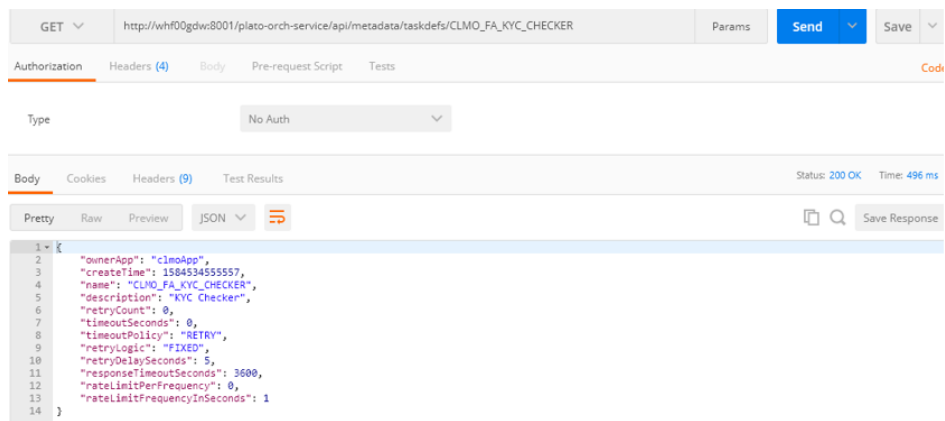 GET http://whf00gdw:8001/plato-orch-service/api/metadata/taskdefs/CLMO_FA_KYC_CHECKER Params Send Save
Authorization Headers (4) Body Pre-request Script Tests Code
Type No Auth
Body Cookies Headers (9) Test Results Status: 200 OK Time: 496 ms
Pretty Raw Preview JSON Save Response
1 {
2 "ownerApp": "clmoApp",
3 "createTime": 1584534555557,
4 "name": "CLMO_FA_KYC_CHECKER",
5 "description": "KYC Checker",
6 "retryCount": 0,
7 "timeoutSeconds": 0,
8 "timeoutPolicy": "RETRY",
9 "retryLogic": "FIXED",
10 "retryDelaySeconds": 5,
11 "responseTimeoutSeconds": 3600,
12 "rateLimitPerFrequency": 0,
13 "rateLimitFrequencyInSeconds": 1
14 }